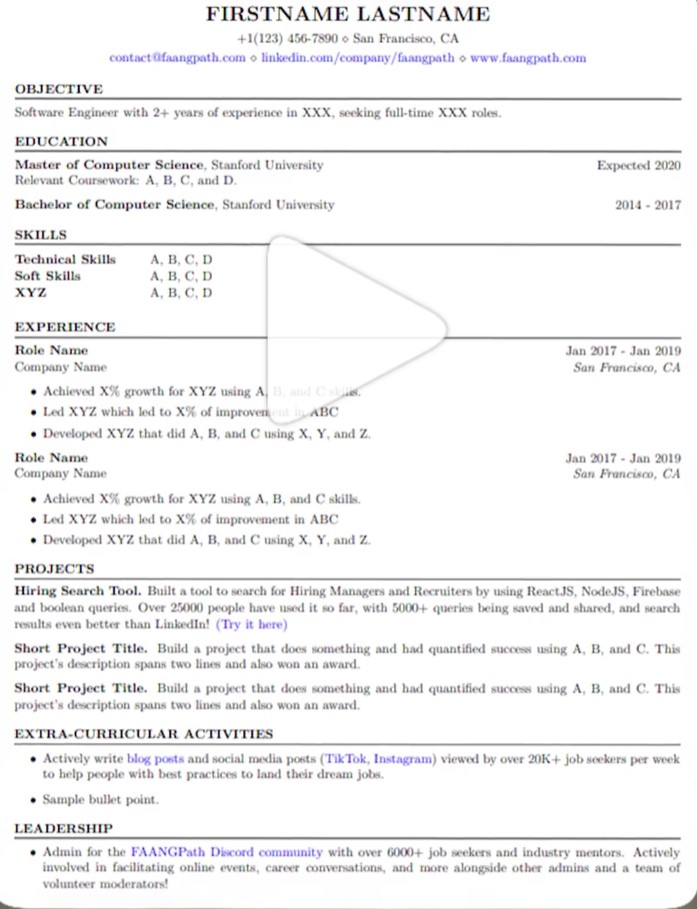 FIRSTNAME LASTNAME
+1(123) 456-7890 ⋄ San Francisco, CA
contact@faangpath.com ⋄ linkedin.com/company/faangpath ⋄ www.faangpath.com
OBJECTIVE
Software Engineer with 2+ years of experience in XXX, seeking full-time XXX roles.
EDUCATION
Master of Computer Science, Stanford University Expected 2020
Relevant Coursework: A, B, C, and D.
Bachelor of Computer Science, Stanford University 2014 - 2017
SKILLS
Technical Skills A, B, C, D
Soft Skills A, B, C, D
XYZ A, B, C, D
EXPERIENCE
Role Name Jan 2017 - Jan 2019
Company Name San Francisco, CA
• Achieved X% growth for XYZ using A, B, and C skills.
• Led XYZ which led to X% of improvement in ABC
• Developed XYZ that did A, B, and C using X, Y, and Z.
Role Name Jan 2017 - Jan 2019
Company Name San Francisco, CA
• Achieved X% growth for XYZ using A, B, and C skills.
• Led XYZ which led to X% of improvement in ABC
• Developed XYZ that did A, B, and C using X, Y, and Z.
PROJECTS
Hiring Search Tool. Built a tool to search for Hiring Managers and Recruiters by using ReactJS, NodeJS, Firebase
and boolean queries. Over 25000 people have used it so far, with 5000+ queries being saved and shared, and search
results even better than LinkedIn! (Try it here)
Short Project Title. Build a project that does something and had quantified success using A, B, and C. This
project's description spans two lines and also won an award.
Short Project Title. Build a project that does something and had quantified success using A, B, and C. This
project's description spans two lines and also won an award.
EXTRA-CURRICULAR ACTIVITIES
• Actively write blog posts and social media posts (TikTok, Instagram) viewed by over 20K+ job seekers per week
to help people with best practices to land their dream jobs.
• Sample bullet point.
LEADERSHIP
• Admin for the FAANGPath Discord community with over 6000+ job seekers and industry mentors. Actively
involved in facilitating online events, career conversations, and more alongside other admins and a team of
volunteer moderators!